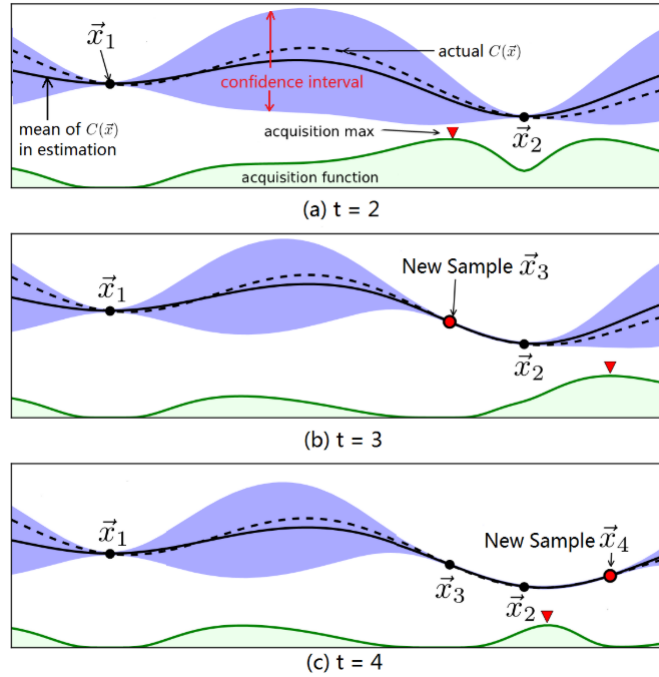 x⃗₁
actual C(x⃗)
confidence interval
mean of C(x⃗)
in estimation
acquisition max
x⃗₂
acquisition function
(a) t = 2
x⃗₁
New Sample x⃗₃
x⃗₂
(b) t = 3
x⃗₁
New Sample x⃗₄
x⃗₃
x⃗₂
(c) t = 4